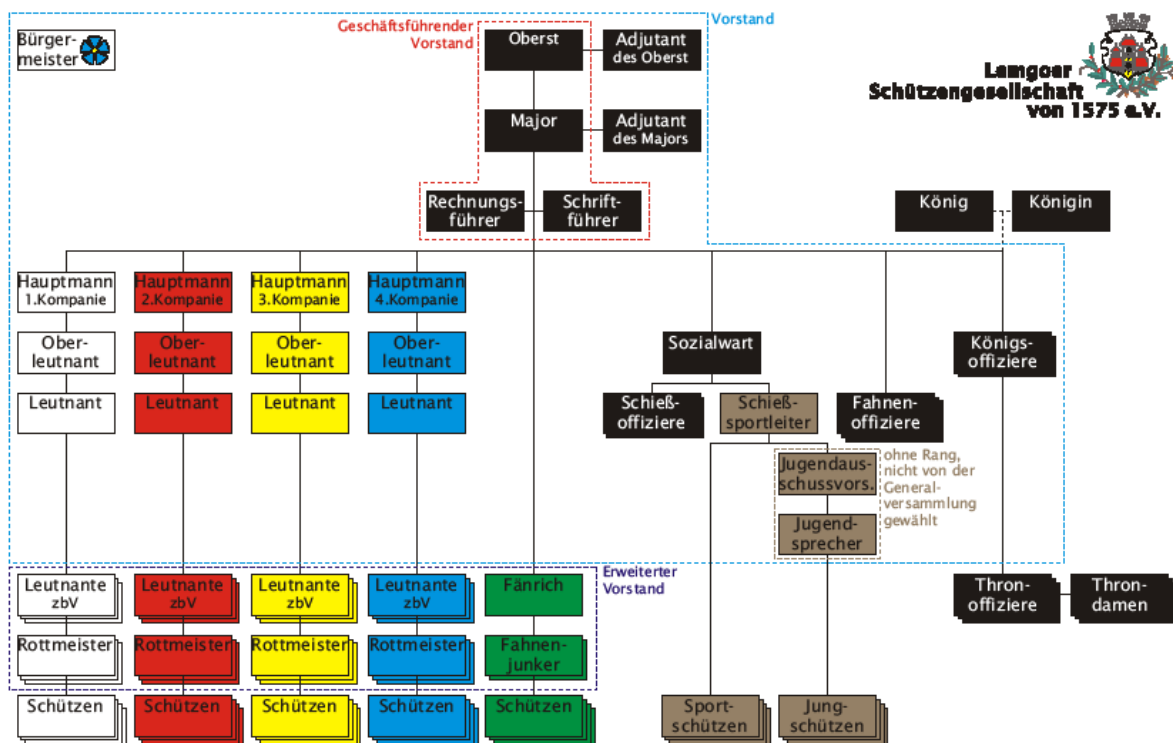 Bürger-
meister
Geschäftsführender
Vorstand
Oberst
Adjutant
des Oberst
Vorstand
Lemgoer
Schützengesellschaft
von 1575 e.V.
Major
Adjutant
des Majors
Rechnungs-
führer
Schrift-
führer
König
Königin
Hauptmann
1.Kompanie
Hauptmann
2.Kompanie
Hauptmann
3.Kompanie
Hauptmann
4.Kompanie
Ober-
leutnant
Ober-
leutnant
Ober-
leutnant
Ober-
leutnant
Sozialwart
Königs-
offiziere
Leutnant
Leutnant
Leutnant
Leutnant
Schieß-
offiziere
Schieß-
sportleiter
Fahnen-
offiziere
Jugendaus-
schussvors.
ohne Rang,
nicht von der
General-
versammlung
gewählt
Jugend-
sprecher
Leutnante
zbV
Leutnante
zbV
Leutnante
zbV
Leutnante
zbV
Fänrich
Erweiterter
Vorstand
Thron-
offiziere
Thron-
damen
Rottmeister
Rottmeister
Rottmeister
Rottmeister
Fahnen-
junker
Schützen
Schützen
Schützen
Schützen
Schützen
Sport-
schützen
Jung-
schützen